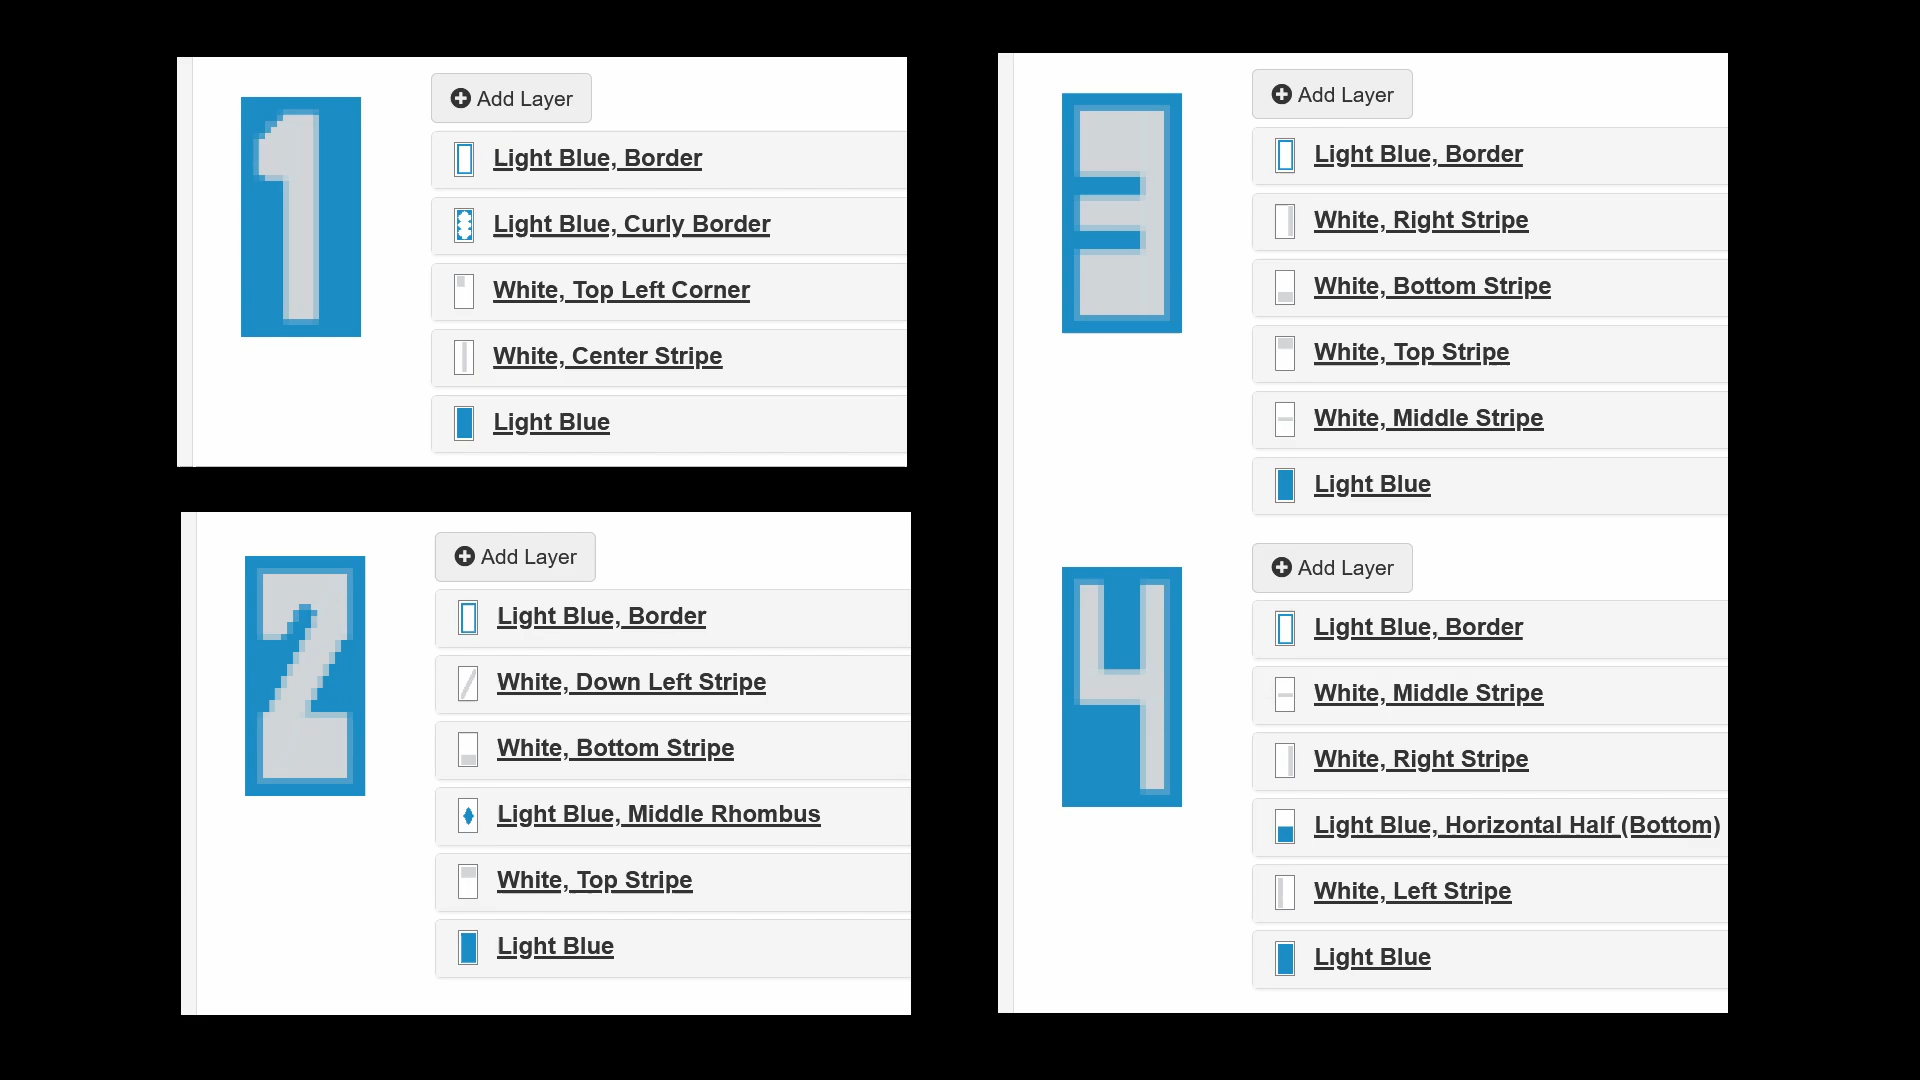 1
Add Layer
Light Blue, Border
Light Blue, Curly Border
White, Top Left Corner
White, Center Stripe
Light Blue
2
Add Layer
Light Blue, Border
White, Down Left Stripe
White, Bottom Stripe
Light Blue, Middle Rhombus
White, Top Stripe
Light Blue
3
Add Layer
Light Blue, Border
White, Right Stripe
White, Bottom Stripe
White, Top Stripe
White, Middle Stripe
Light Blue
4
Add Layer
Light Blue, Border
White, Middle Stripe
White, Right Stripe
Light Blue, Horizontal Half (Bottom)
White, Left Stripe
Light Blue